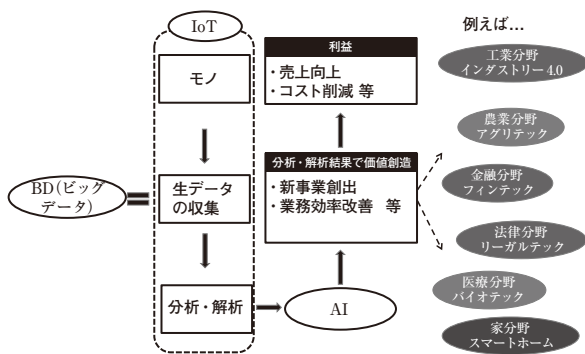 IoT
モノ
生データ
の収集
分析・解析
BD(ビッグ
データ)
AI
利益
・売上向上
・コスト削減 等
分析・解析結果で価値創造
・新事業創出
・業務効率改善 等
例えば…
工業分野
インダストリー4.0
農業分野
アグリテック
金融分野
フィンテック
法律分野
リーガルテック
医療分野
バイオテック
家分野
スマートホーム